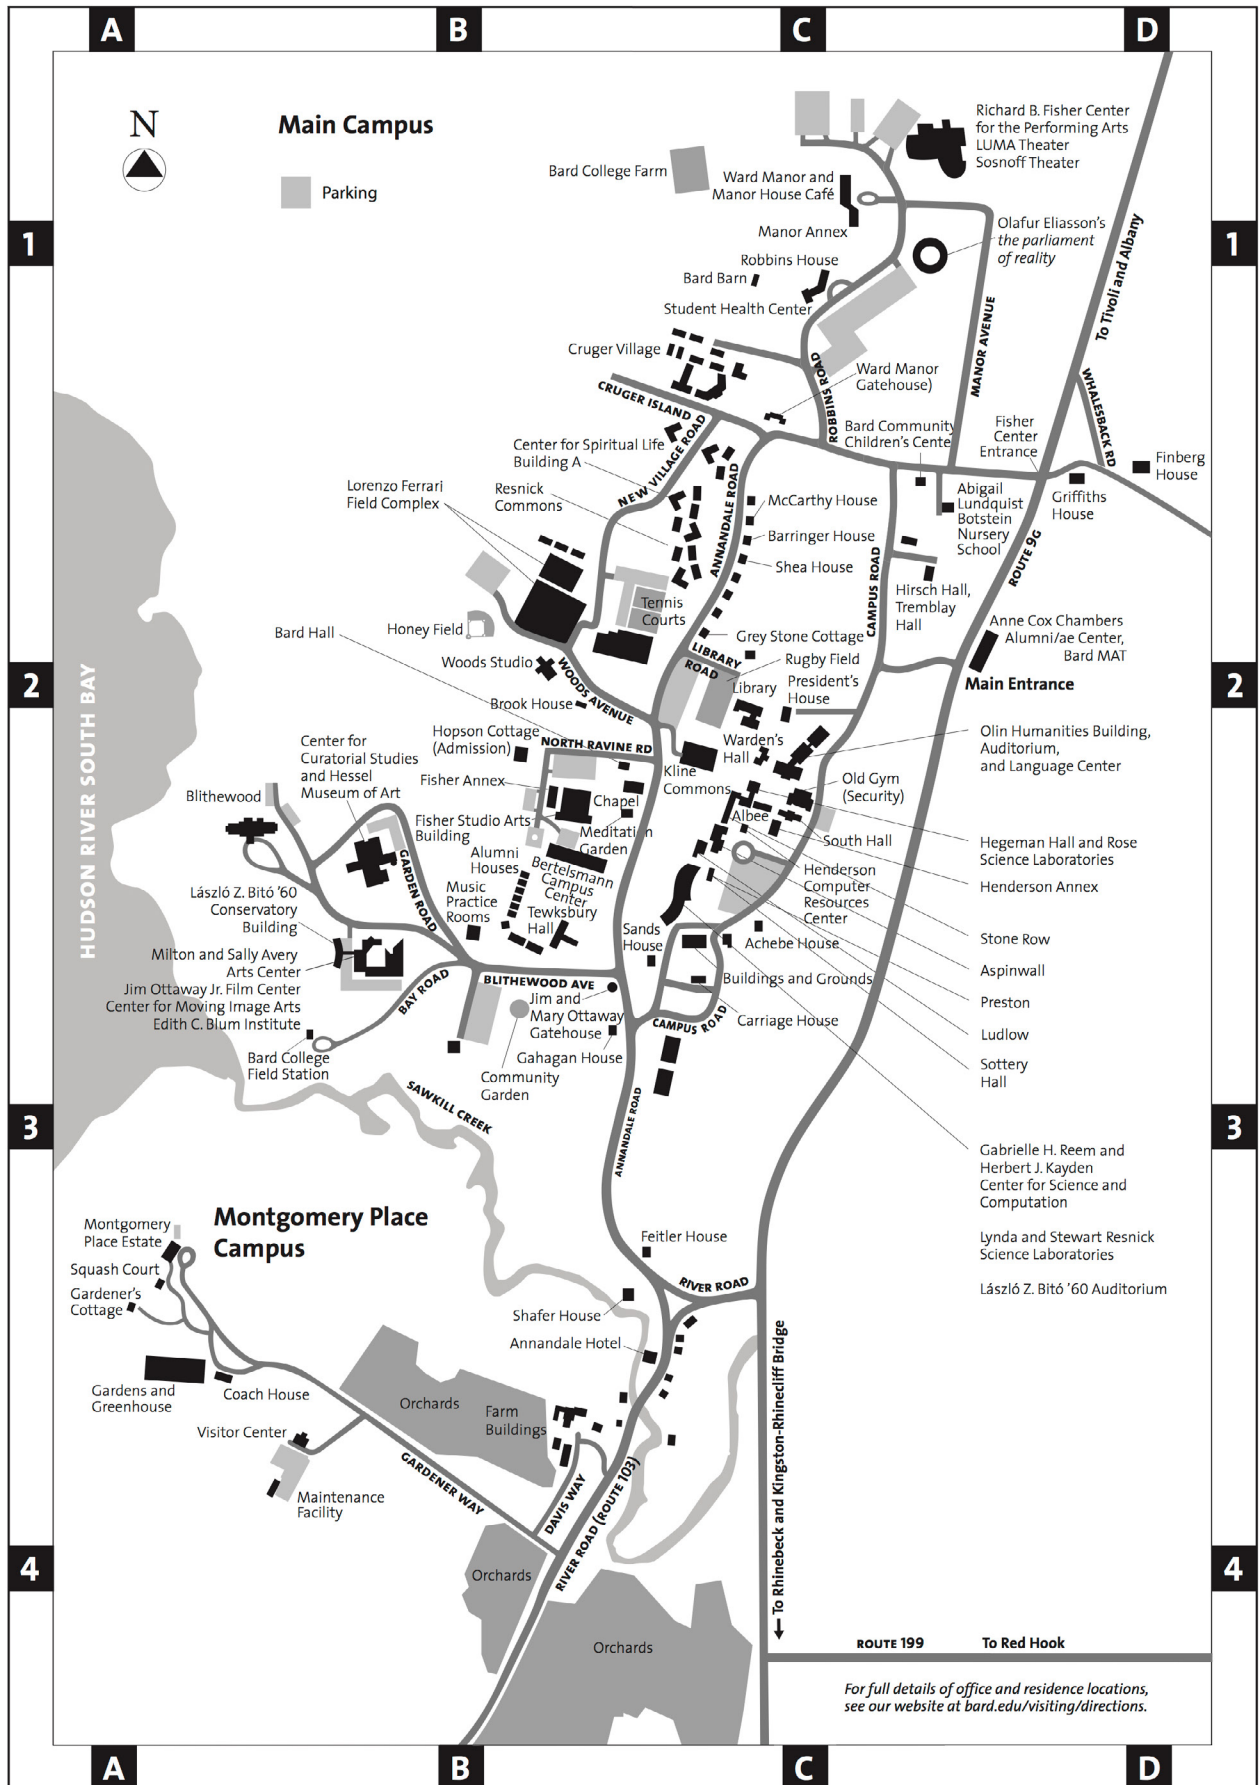 A
B
C
D
N
Main Campus
Parking
Richard B. Fisher Center
for the Performing Arts
LUMA Theater
Sosnoff Theater
Bard College Farm
Ward Manor and
Manor House Café
Manor Annex
1
1
Olafur Eliasson's
the parliament
of reality
Robbins House
Bard Barn
Student Health Center
To Tivoli and Albany
MANOR AVENUE
Cruger Village
ROBBINS ROAD
Ward Manor
Gatehouse)
CRUGER ISLAND
WHALESBACK RD
Bard Community
Children's Cente
Fisher
Center
Entrance
Center for Spiritual Life
Building A
NEW VILLAGE ROAD
ANNANDALE ROAD
Finberg
House
Lorenzo Ferrari
Field Complex
Resnick
Commons
McCarthy House
Abigail
Lundquist
Botstein
Nursery
School
Griffiths
House
Barringer House
Shea House
ROUTE 9G
CAMPUS ROAD
Hirsch Hall,
Tremblay
Hall
Tennis
Courts
Anne Cox Chambers
Alumni/ae Center,
Bard MAT
Bard Hall
Honey Field
Grey Stone Cottage
LIBRARY
ROAD
Rugby Field
Woods Studio
WOODS AVENUE
2
2
Main Entrance
Library
President's
House
Brook House
HUDSON RIVER SOUTH BAY
Hopson Cottage
(Admission)
NORTH RAVINE RD
Warden's
Hall
Olin Humanities Building,
Auditorium,
and Language Center
Center for
Curatorial Studies
and Hessel
Museum of Art
Kline
Commons
Fisher Annex
Old Gym
(Security)
Blithewood
Chapel
Albee
Fisher Studio Arts
Building
Meditation
Garden
South Hall
Hegeman Hall and Rose
Science Laboratories
Alumni
Houses
Bertelsmann
Campus
Center
GARDEN ROAD
Henderson
Computer
Resources
Center
Henderson Annex
László Z. Bitó '60
Conservatory
Building
Music
Practice
Rooms
Tewksbury
Hall
Sands
House
Stone Row
Achebe House
Milton and Sally Avery
Arts Center
Jim Ottaway Jr. Film Center
Center for Moving Image Arts
Edith C. Blum Institute
Aspinwall
BAY ROAD
BLITHEWOOD AVE
Buildings and Grounds
Jim and
Mary Ottaway
Gatehouse
Preston
CAMPUS ROAD
Carriage House
Ludlow
Bard College
Field Station
Gahagan House
Sottery
Hall
Community
Garden
SAWKILL CREEK
ANNANDALE ROAD
3
3
Gabrielle H. Reem and
Herbert J. Kayden
Center for Science and
Computation
Lynda and Stewart Resnick
Science Laboratories
László Z. Bitó '60 Auditorium
Montgomery Place
Campus
Montgomery
Place Estate
Feitler House
Squash Court
RIVER ROAD
Gardener's
Cottage
Shafer House
Annandale Hotel
Gardens and
Greenhouse
Coach House
Orchards
Farm
Buildings
Visitor Center
GARDENER WAY
Maintenance
Facility
DAVIS WAY
RIVER ROAD (ROUTE 103)
To Rhinebeck and Kingston-Rhinecliff Bridge
4
4
Orchards
Orchards
ROUTE 199
To Red Hook
For full details of office and residence locations,
see our website at bard.edu/visiting/directions.
A
B
C
D